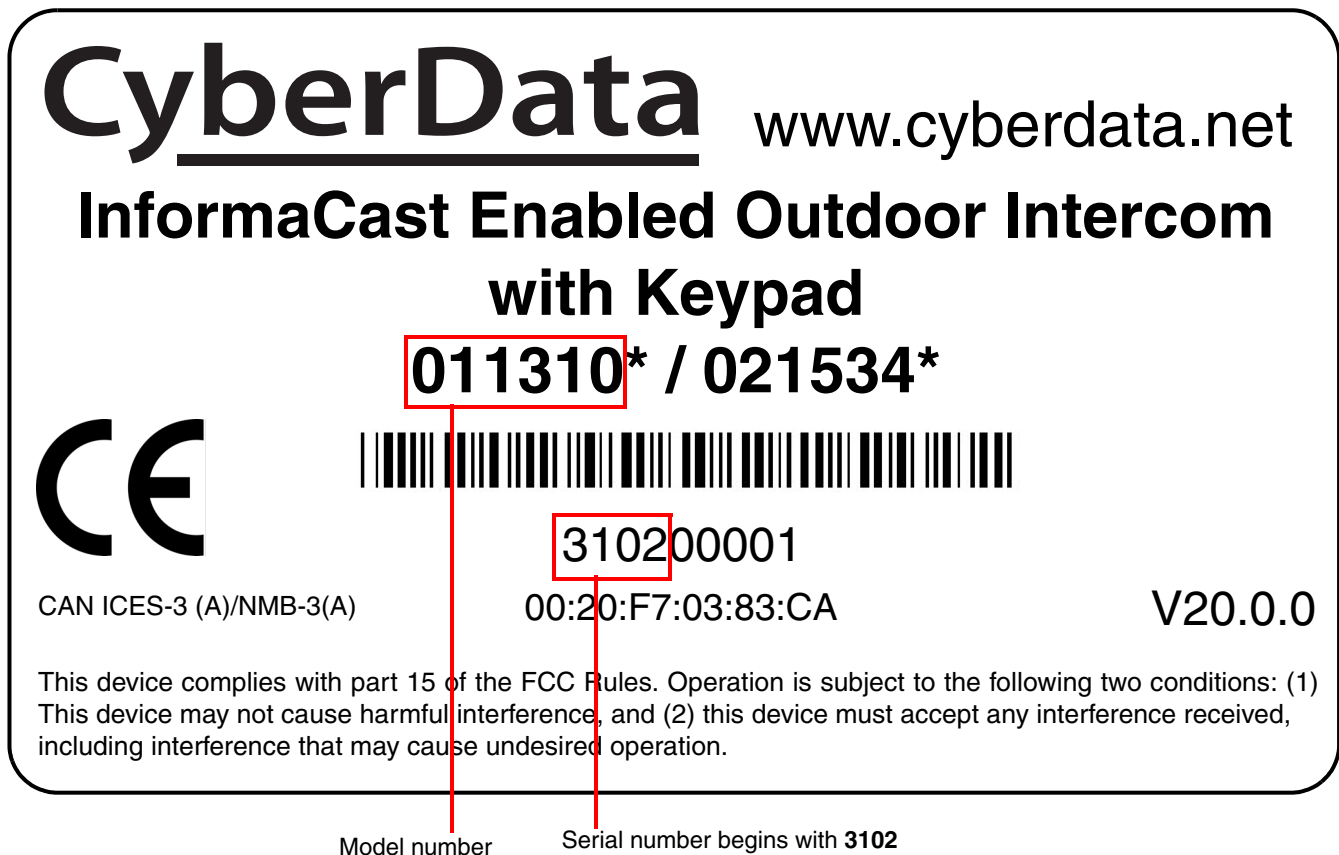 CyberData www.cyberdata.net
InformaCast Enabled Outdoor Intercom
with Keypad
011310* / 021534*
CE
310200001
CAN ICES-3 (A)/NMB-3(A) 00:20:F7:03:83:CA V20.0.0
This device complies with part 15 of the FCC Rules. Operation is subject to the following two conditions: (1)
This device may not cause harmful interference, and (2) this device must accept any interference received,
including interference that may cause undesired operation.
Model number Serial number begins with 3102